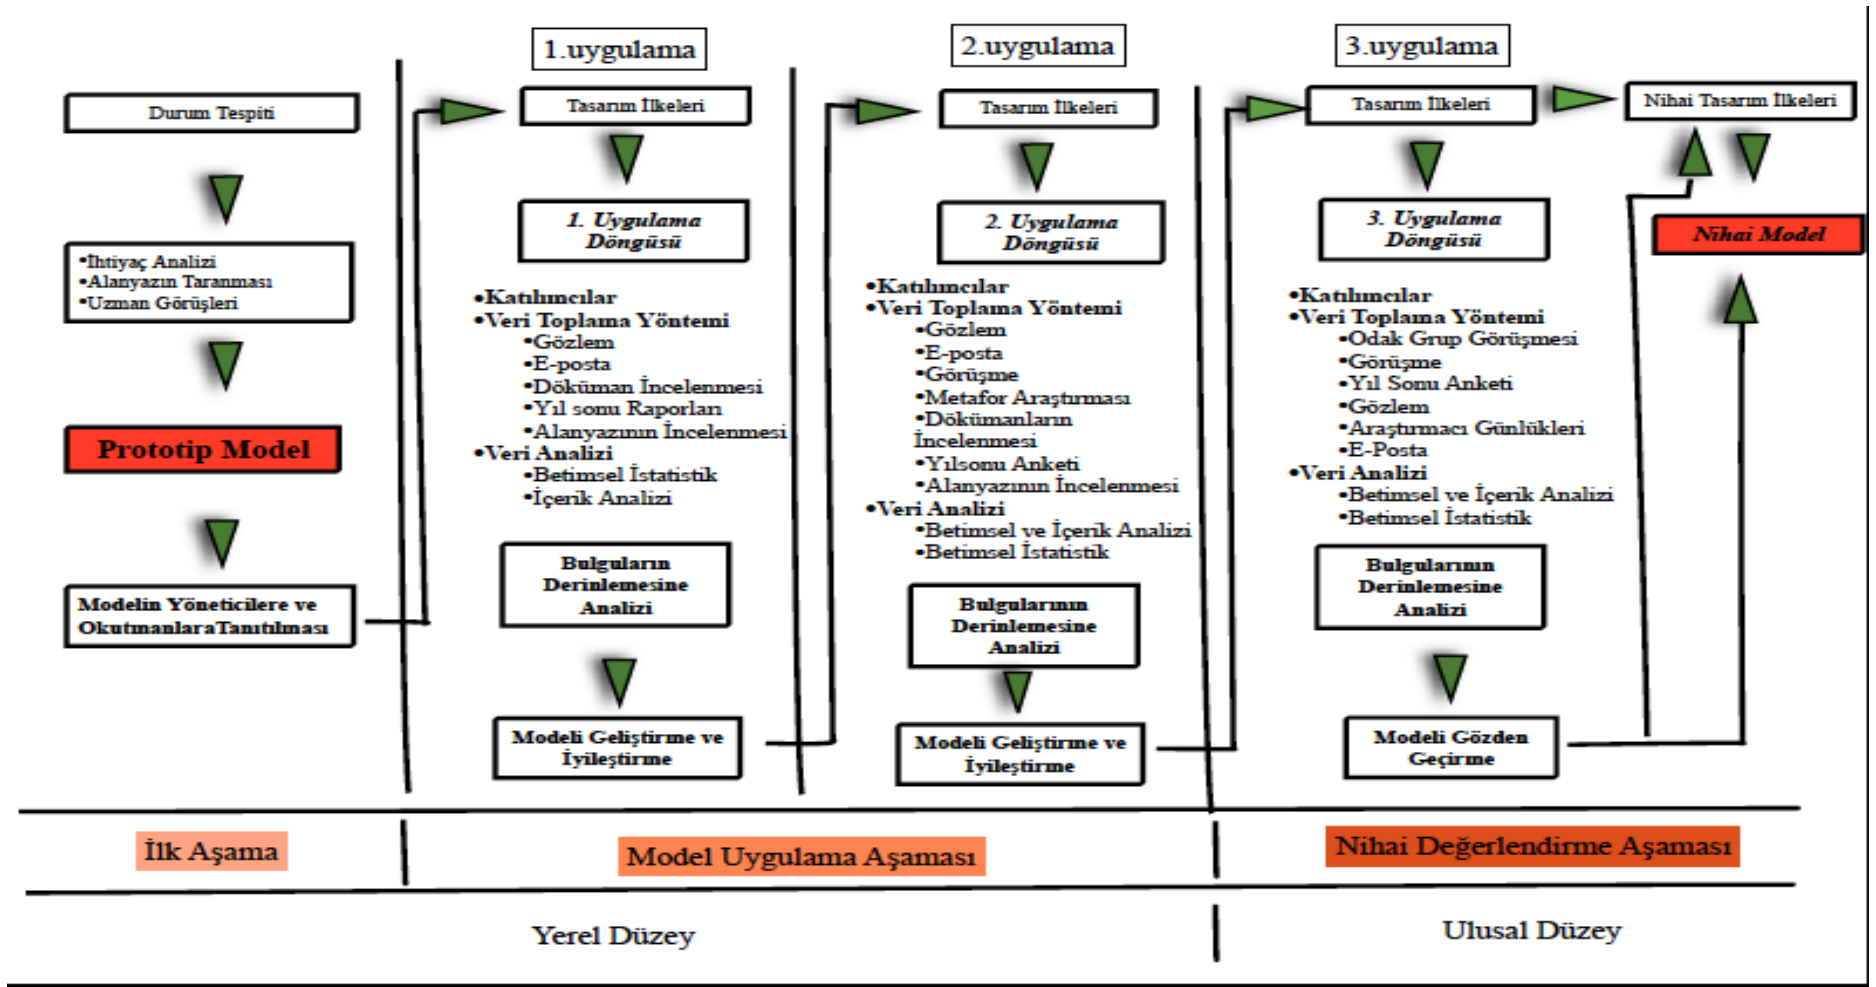 1.uygulama
2.uygulama
3.uygulama
Durum Tespiti
•İhtiyaç Analizi
•Alanyazın Taranması
•Uzman Görüşleri
Prototip Model
Modelin Yöneticilere ve
OkutmanlaraTanıtılması
Tasarım İlkeleri
1. Uygulama
Döngüsü
•Katılımcılar
•Veri Toplama Yöntemi
•Gözlem
•E-posta
•Döküman İncelenmesi
•Yıl sonu Raporları
•Alanyazının İncelenmesi
•Veri Analizi
•Betimsel İstatistik
•İçerik Analizi
Bulguların
Derinlemesine
Analizi
Modeli Geliştirme ve
İyileştirme
Tasarım İlkeleri
2. Uygulama
Döngüsü
•Katılımcılar
•Veri Toplama Yöntemi
•Gözlem
•E-posta
•Görüşme
•Metafor Araştırması
•Dökümanların
İncelenmesi
•Yılsonu Anketi
•Alanyazının İncelenmesi
•Veri Analizi
•Betimsel ve İçerik Analizi
•Betimsel İstatistik
Bulgularının
Derinlemesine
Analizi
Modeli Geliştirme ve
İyileştirme
Tasarım İlkeleri
3. Uygulama
Döngüsü
•Katılımcılar
•Veri Toplama Yöntemi
•Odak Grup Görüşmesi
•Görüşme
•Yıl Sonu Anketi
•Gözlem
•Araştırmacı Günlükleri
•E-Posta
•Veri Analizi
•Betimsel ve İçerik Analizi
•Betimsel İstatistik
Bulgularının
Derinlemesine
Analizi
Modeli Gözden
Geçirme
Nihai Tasarım İlkeleri
Nihai Model
İlk Aşama
Model Uygulama Aşaması
Nihai Değerlendirme Aşaması
Yerel Düzey
Ulusal Düzey